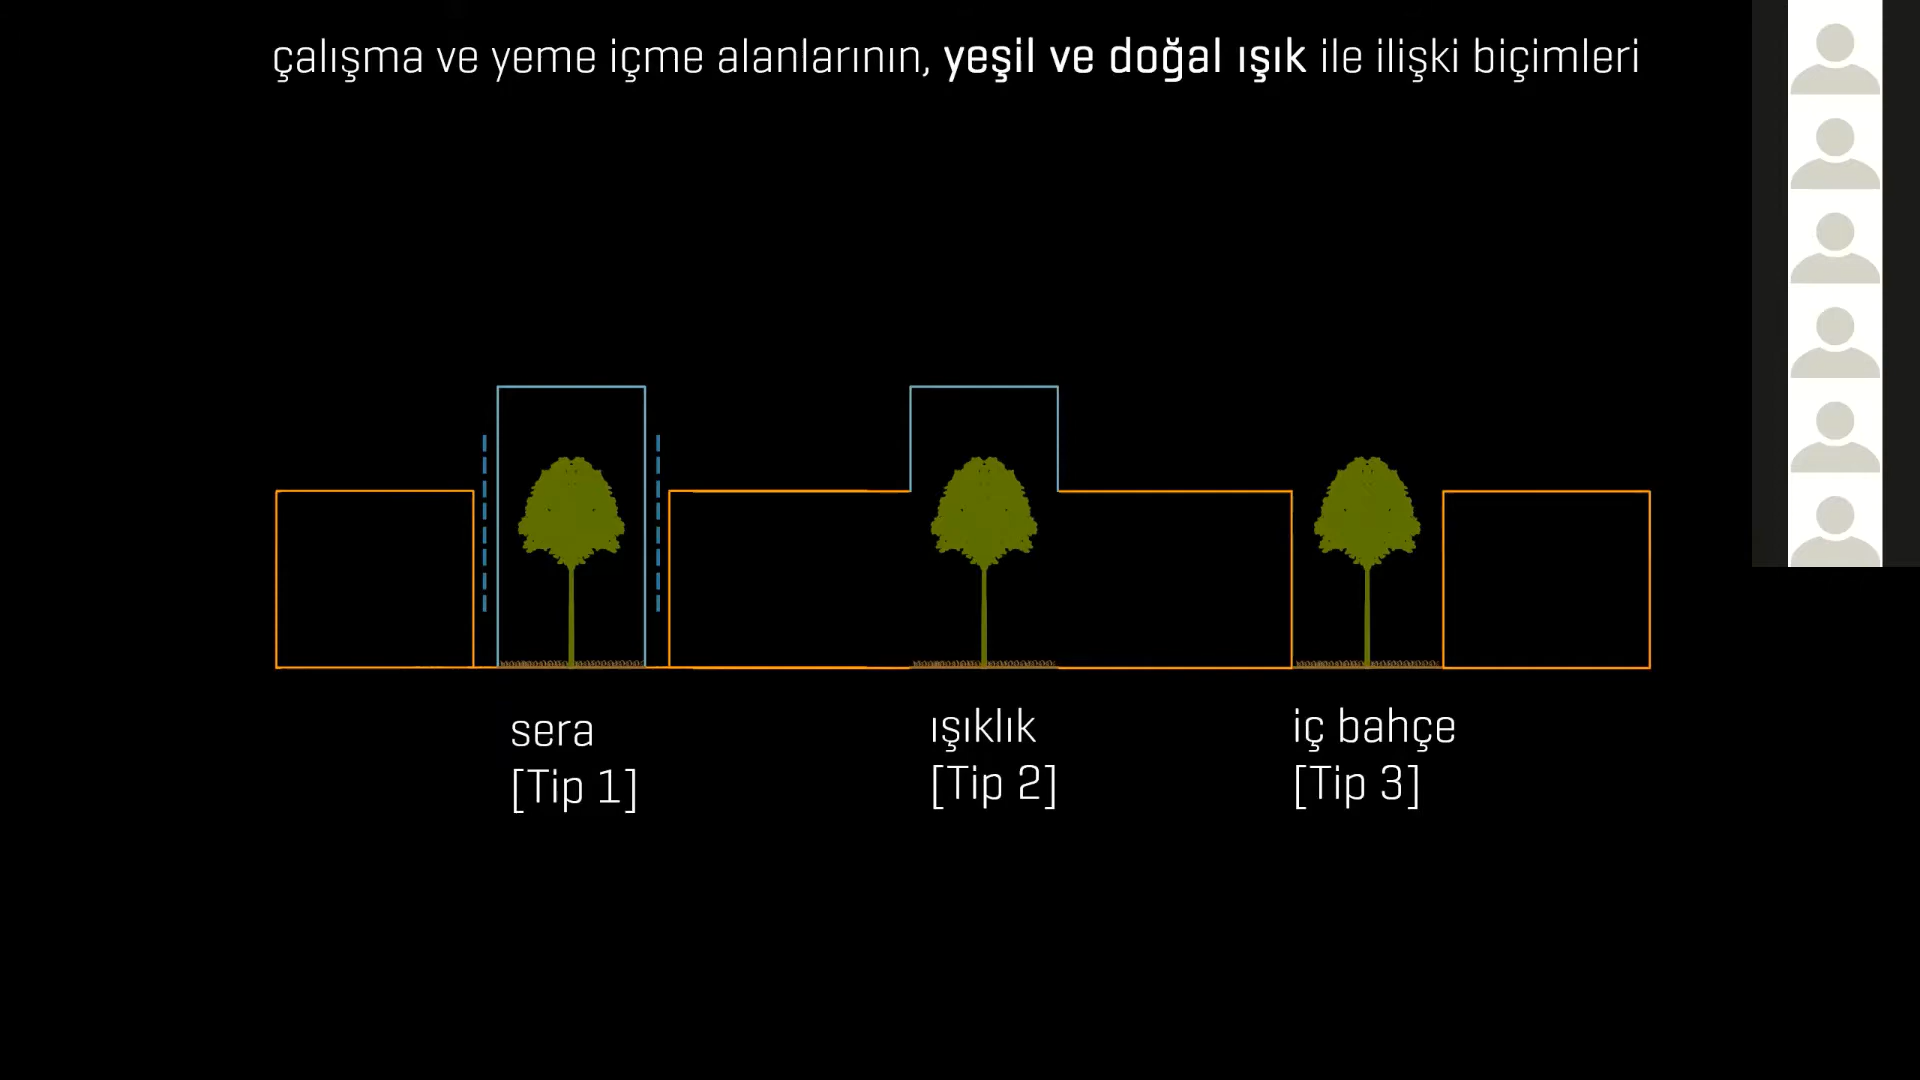 çalışma ve yeme içme alanlarının, yeşil ve doğal ışık ile ilişki biçimleri
sera
[Tip 1]
ışıklık
[Tip 2]
iç bahçe
[Tip 3]